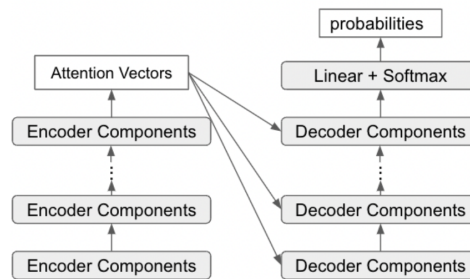 probabilities
Attention Vectors
Linear + Softmax
Encoder Components
Decoder Components
Encoder Components
Decoder Components
Encoder Components
Decoder Components